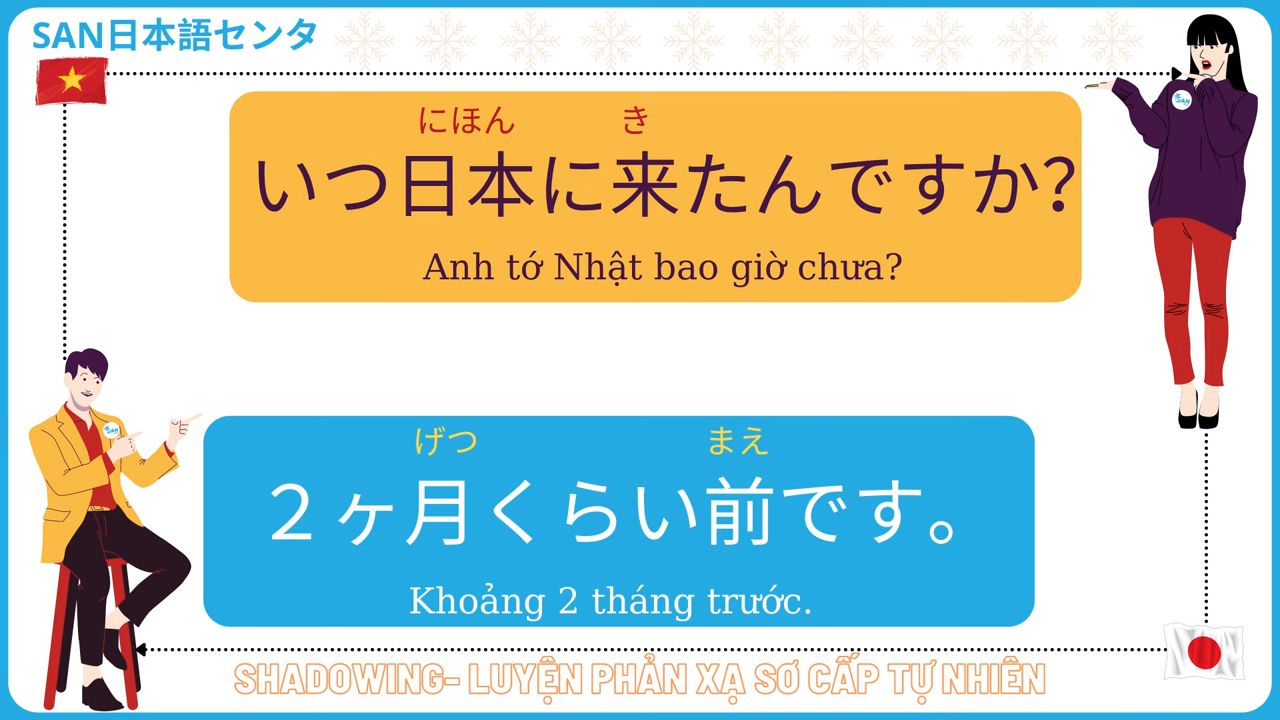 SAN日本語センタ
にほん き
いつ日本に来たんですか?
Anh tớ Nhật bao giờ chưa?
げつ まえ
２ヶ月くらい前です。
Khoảng 2 tháng trước.
SHADOWING- LUYỆN PHẢN XẠ SƠ CẤP TỰ NHIÊN
SAN
SAN